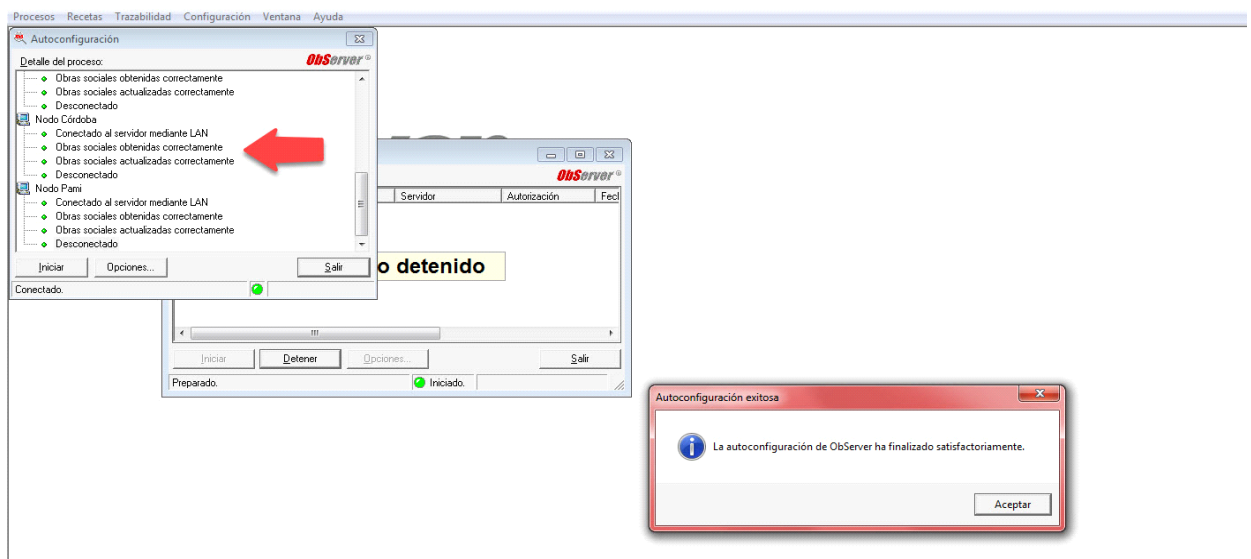 Procesos Recetas Trazabilidad Configuración Ventana Ayuda
Autoconfiguración
Detalle del proceso:
ObServer ®
Obras sociales obtenidas correctamente
Obras sociales actualizadas correctamente
Desconectado
Nodo Córdoba
Conectado al servidor mediante LAN
Obras sociales obtenidas correctamente
Obras sociales actualizadas correctamente
Desconectado
Nodo Pami
Conectado al servidor mediante LAN
Obras sociales obtenidas correctamente
Obras sociales actualizadas correctamente
Desconectado
Iniciar Opciones... Salir
Conectado.
ObServer ®
Servidor Autorización Fecl
o detenido
Iniciar Detener Opciones... Salir
Preparado. Iniciado.
Autoconfiguración exitosa
La autoconfiguración de ObServer ha finalizado satisfactoriamente.
Aceptar